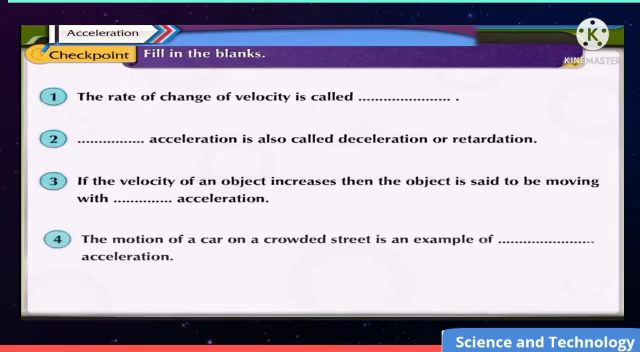 Acceleration
Checkpoint Fill in the blanks.
K
KINEMASTER
1 The rate of change of velocity is called ...................... .
2 ................ acceleration is also called deceleration or retardation.
3 If the velocity of an object increases then the object is said to be moving
with .............. acceleration.
4 The motion of a car on a crowded street is an example of .......................
acceleration.
Science and Technology